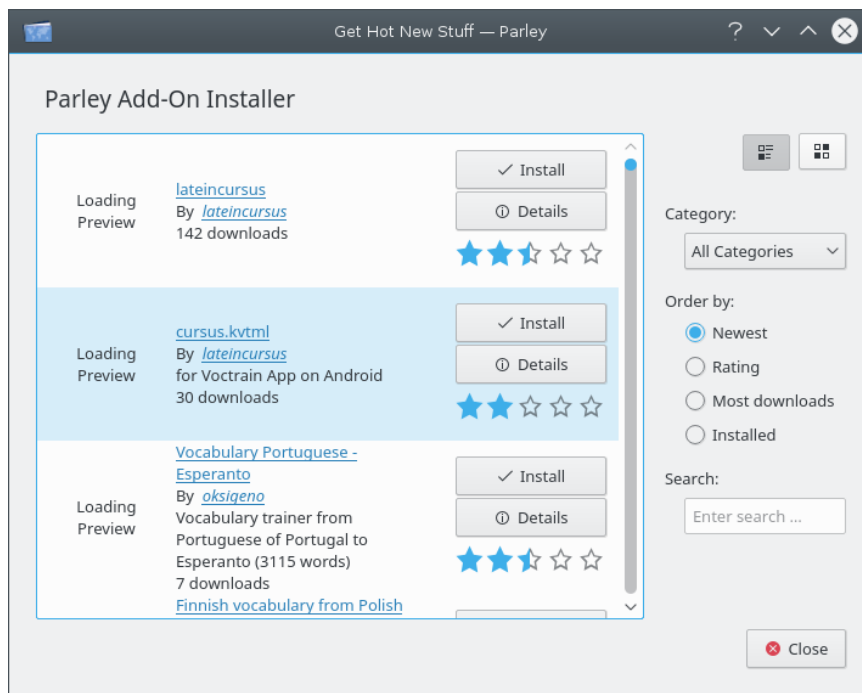 Get Hot New Stuff — Parley
Parley Add-On Installer
Loading
Preview
lateincursus
By lateincursus
142 downloads
Install
Details
Loading
Preview
cursus.kvtml
By lateincursus
for Voctrain App on Android
30 downloads
Install
Details
Loading
Preview
Vocabulary Portuguese -
Esperanto
By oksigeno
Vocabulary trainer from
Portuguese of Portugal to
Esperanto (3115 words)
7 downloads
Install
Details
Finnish vocabulary from Polish
Category:
All Categories
Order by:
Newest
Rating
Most downloads
Installed
Search:
Enter search ...
Close